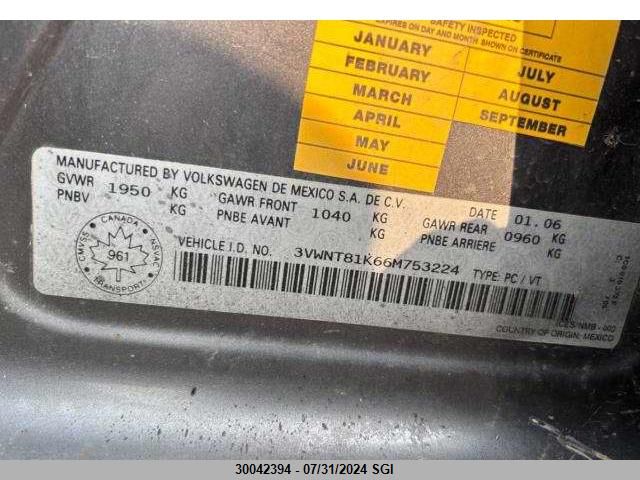 SAFETY INSPECTED
EXPIRES ON DAY AND MONTH SHOWN ON CERTIFICATE
JANUARY
FEBRUARY
MARCH
APRIL
MAY
JUNE
JULY
AUGUST
SEPTEMBER
MANUFACTURED BY VOLKSWAGEN DE MEXICO S.A. DE C.V.
GVWR 1950 KG GAWR FRONT 1040 KG GAWR REAR 0960 KG DATE 01.06
PNBV KG PNBE AVANT KG PNBE ARRIERE KG
CANADA
CMVSS 961 NSVAC
TRANSPORT
VEHICLE I.D. NO. 3VWNT81K66M753224 TYPE: PC / VT
COUNTRY OF ORIGIN: MEXICO
30042394 - 07/31/2024 SGI